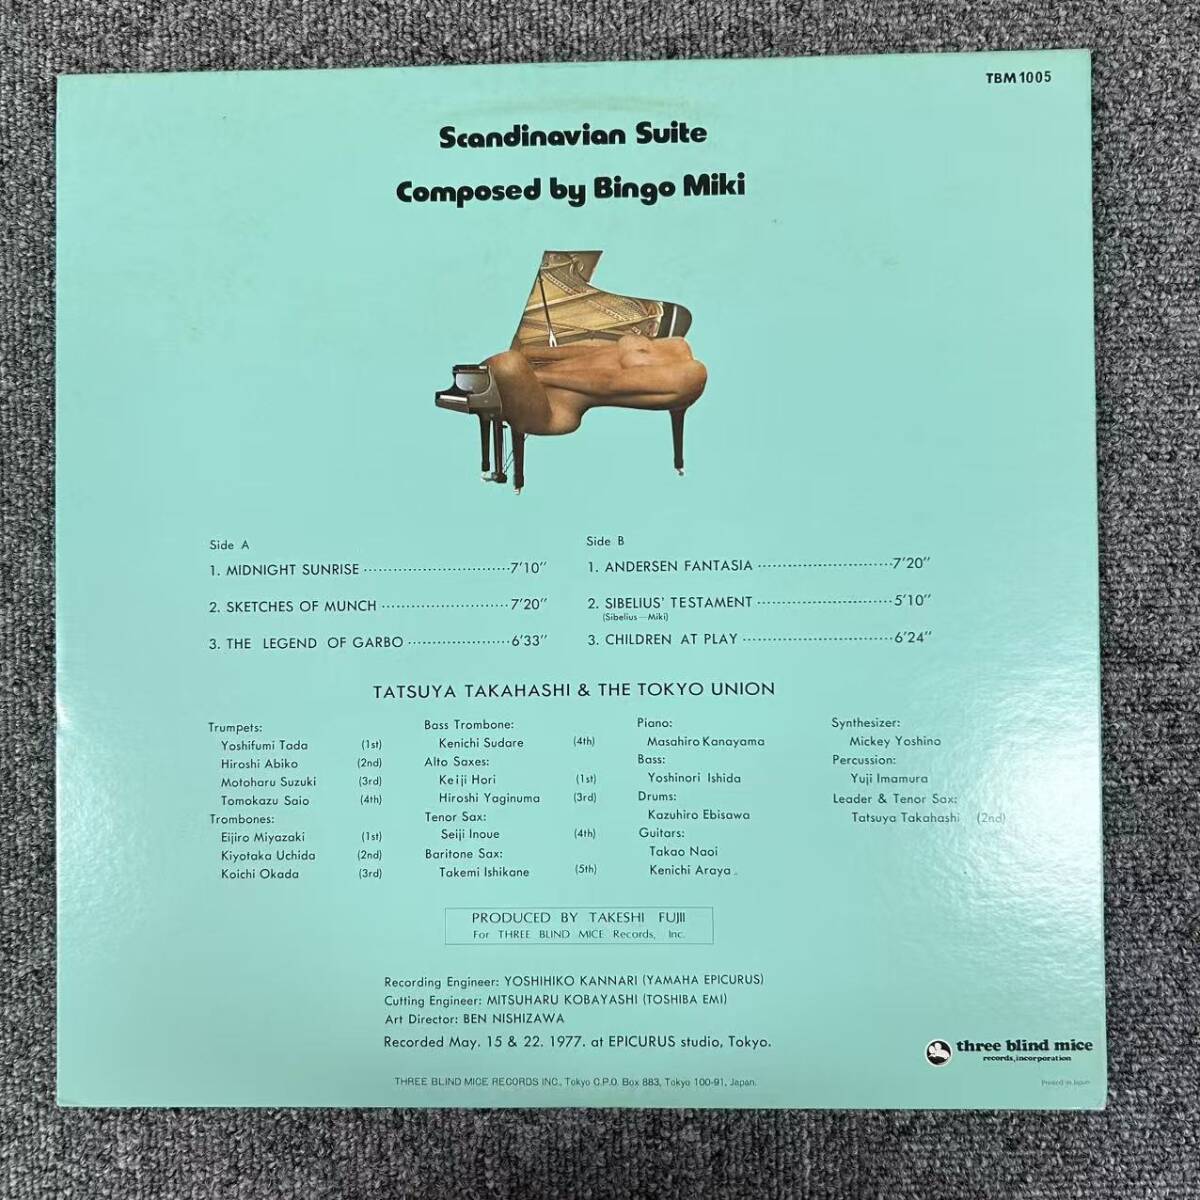 TBM 1005
Scandinavian Suite
Composed by Bingo Miki
Side A
1. MIDNIGHT SUNRISE 7'10"
2. SKETCHES OF MUNCH 7'20"
3. THE LEGEND OF GARBO 6'33"
Side B
1. ANDERSEN FANTASIA 7'20"
2. SIBELIUS' TESTAMENT 5'10"
(Sibelius—Miki)
3. CHILDREN AT PLAY 6'24"
TATSUYA TAKAHASHI & THE TOKYO UNION
Trumpets:
Yoshifumi Tada (1st)
Hiroshi Abiko (2nd)
Motoharu Suzuki (3rd)
Tomokazu Saio (4th)
Trombones:
Eijiro Miyazaki (1st)
Kiyotaka Uchida (2nd)
Koichi Okada (3rd)
Bass Trombone:
Kenichi Sudare (4th)
Alto Saxes:
Keiji Hori (1st)
Hiroshi Yaginuma (3rd)
Tenor Sax:
Seiji Inoue (4th)
Baritone Sax:
Takemi Ishikane (5th)
Piano:
Masahiro Kanayama
Bass:
Yoshinori Ishida
Drums:
Kazuhiro Ebisawa
Guitars:
Takao Naoi
Kenichi Araya
Synthesizer:
Mickey Yoshino
Percussion:
Yuji Imamura
Leader & Tenor Sax:
Tatsuya Takahashi (2nd)
PRODUCED BY TAKESHI FUJII
For THREE BLIND MICE Records, Inc.
Recording Engineer: YOSHIHIKO KANNARI (YAMAHA EPICURUS)
Cutting Engineer: MITSUHARU KOBAYASHI (TOSHIBA EMI)
Art Director: BEN NISHIZAWA
Recorded May. 15 & 22. 1977. at EPICURUS studio, Tokyo.
three blind mice
records, incorporation
THREE BLIND MICE RECORDS INC., Tokyo C.P.O. Box 883, Tokyo 100-91, Japan.
Printed in Japan